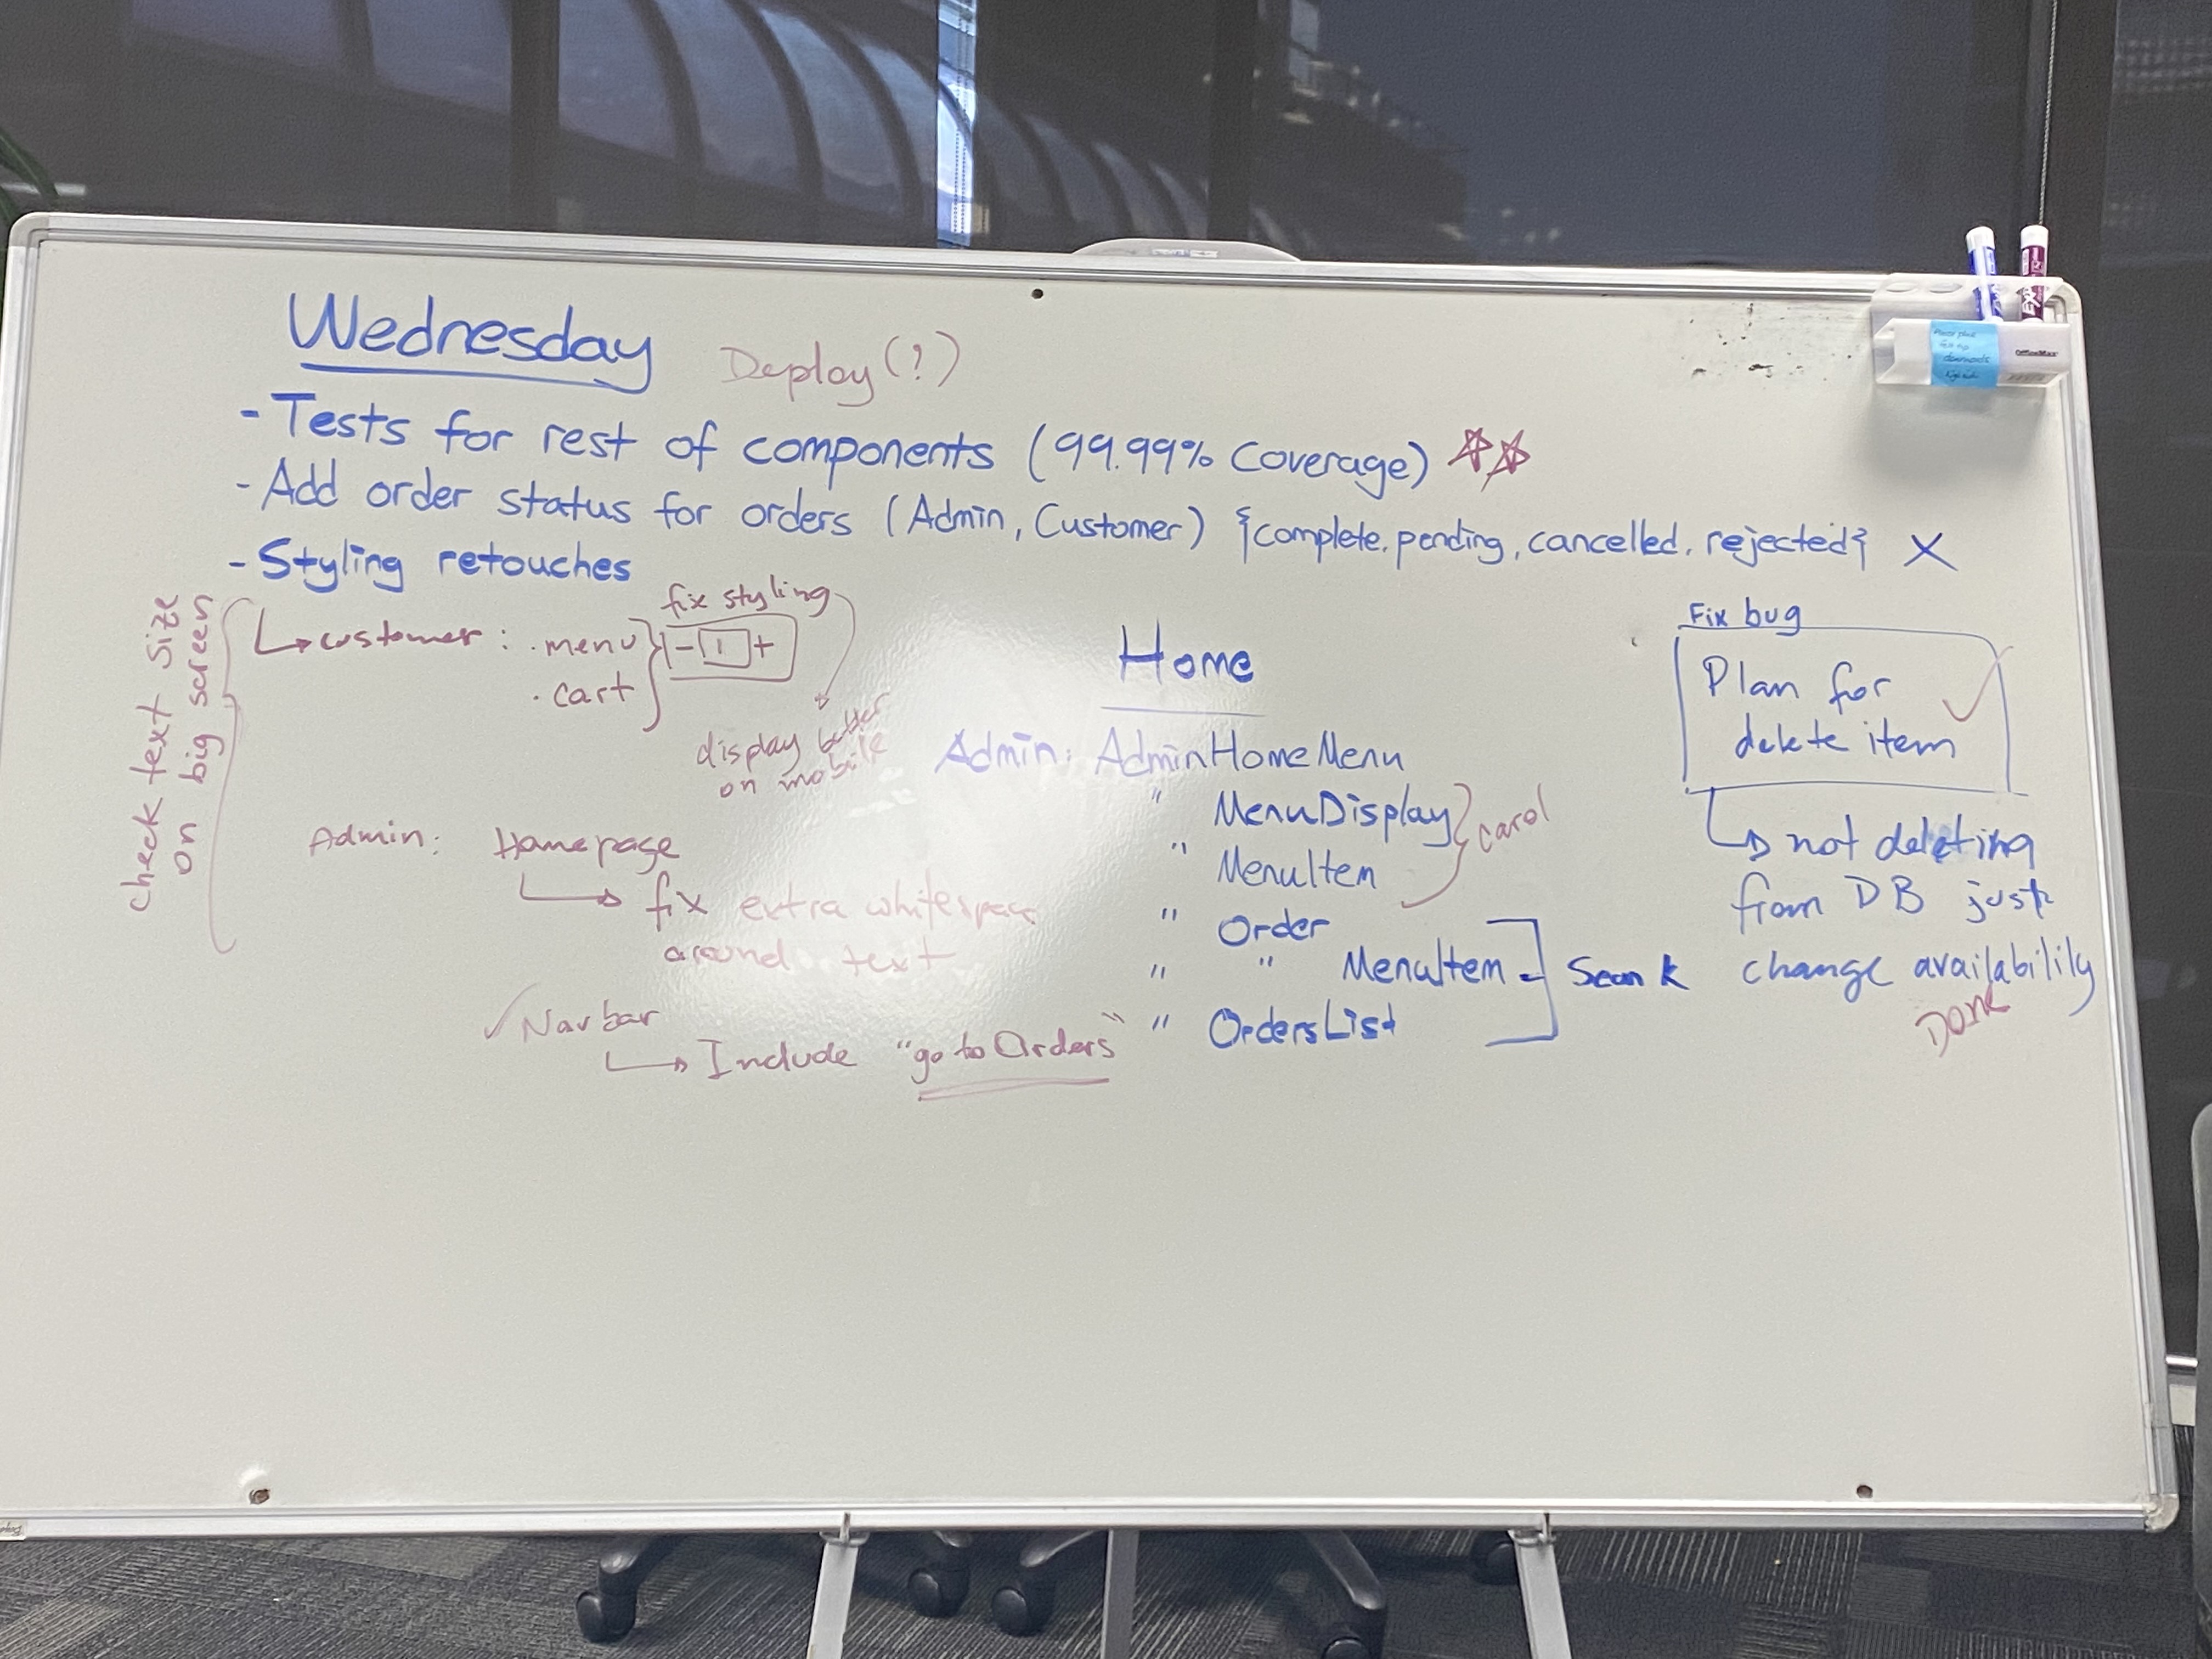 Wednesday Deploy (?)
- Tests for rest of components (99.99% Coverage)
- Add order status for orders (Admin, Customer) {complete, pending, cancelled, rejected} X
- Styling retouches
check text size
on big screen
customer : . menu
. cart
fix styling
- 1 +
display better
on mobile
Admin: Homepage
fix extra whitespace
around text
✓ Navbar
Include "go to Orders"
Home
Admin: AdminHomeMenu
" MenuDisplay
" MenuItem
carol
" Order
" " MenuItem
" OrdersList
Sean K
Fix bug
Plan for
delete item ✓
not deleting
from DB just
change availability
Done
OfficeMax
EXPO